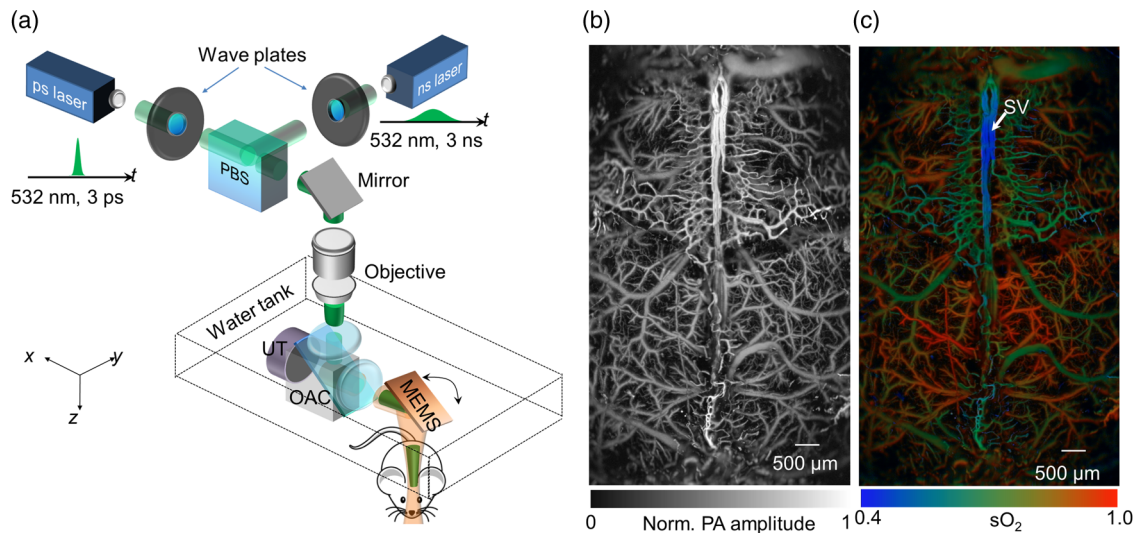 (a)
Wave plates
ps laser
ns laser
t
532 nm, 3 ps
t
532 nm, 3 ns
PBS
Mirror
Objective
Water tank
UT
OAC
MEMS
x
y
z
(b)
500 µm
0
Norm. PA amplitude
1
(c)
SV
500 µm
0.4
sO₂
1.0